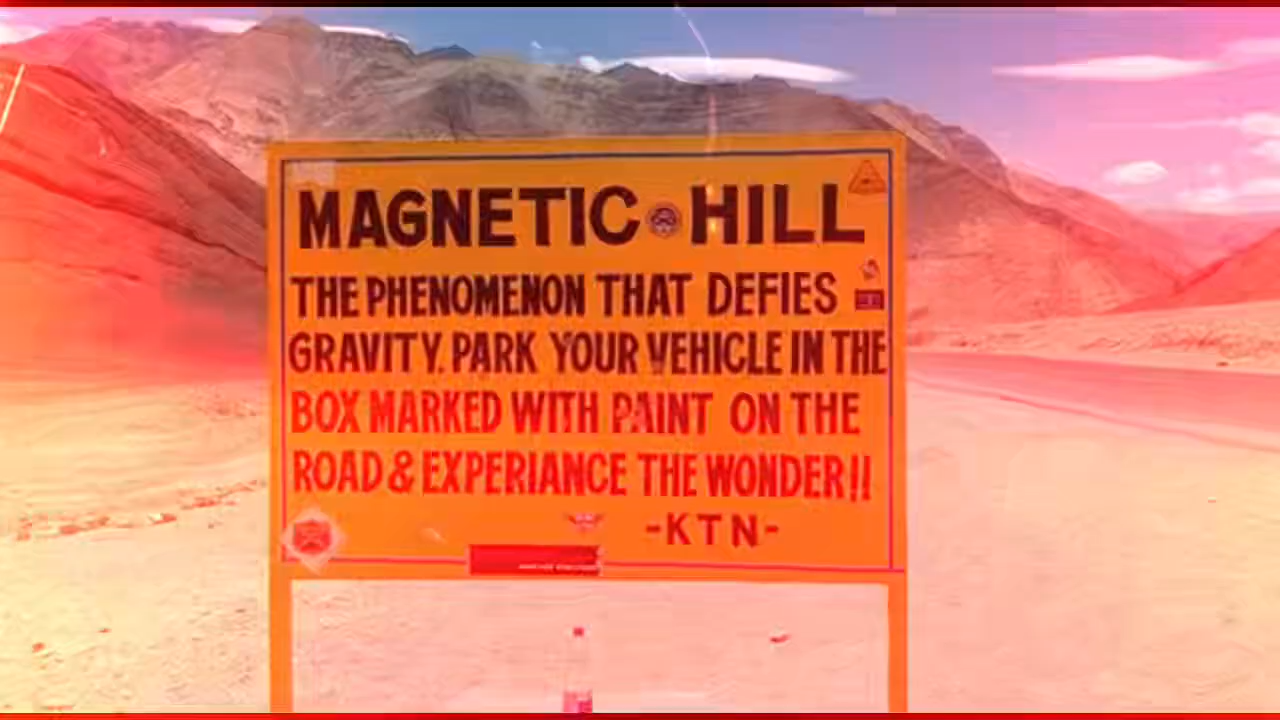 MAGNETIC HILL
THE PHENOMENON THAT DEFIES
GRAVITY. PARK YOUR VEHICLE IN THE
BOX MARKED WITH PAINT ON THE
ROAD & EXPERIANCE THE WONDER!!
-KTN-